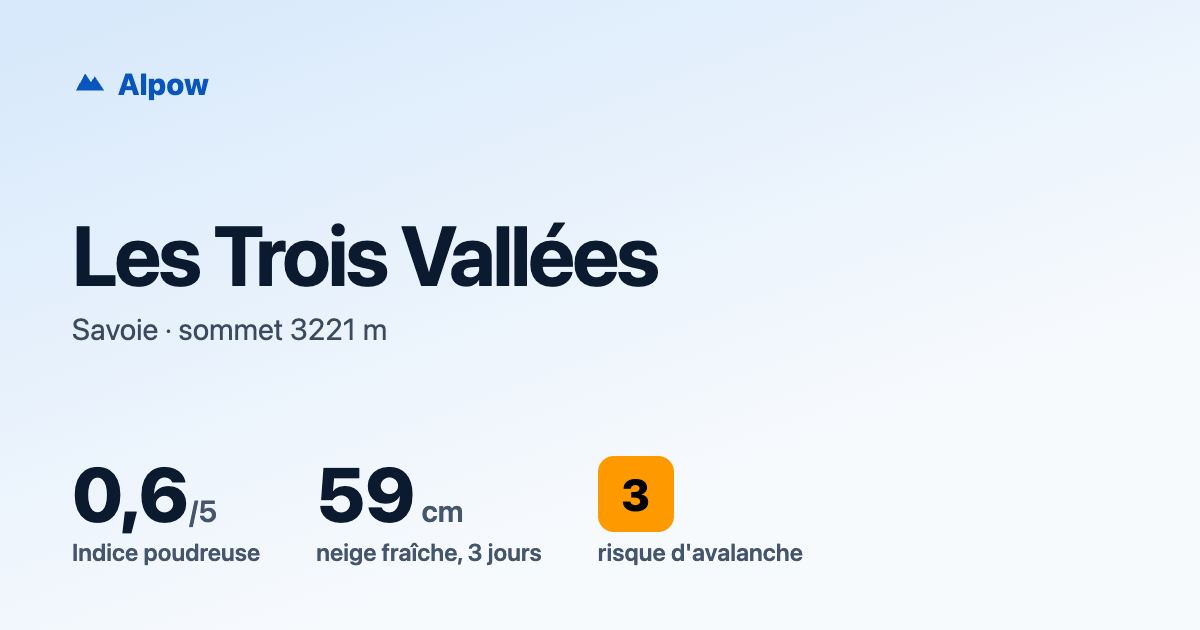 Alpow
Les Trois Vallées
Savoie · sommet 3221 m
0,6/5
Indice poudreuse
59 cm
neige fraîche, 3 jours
3
risque d'avalanche